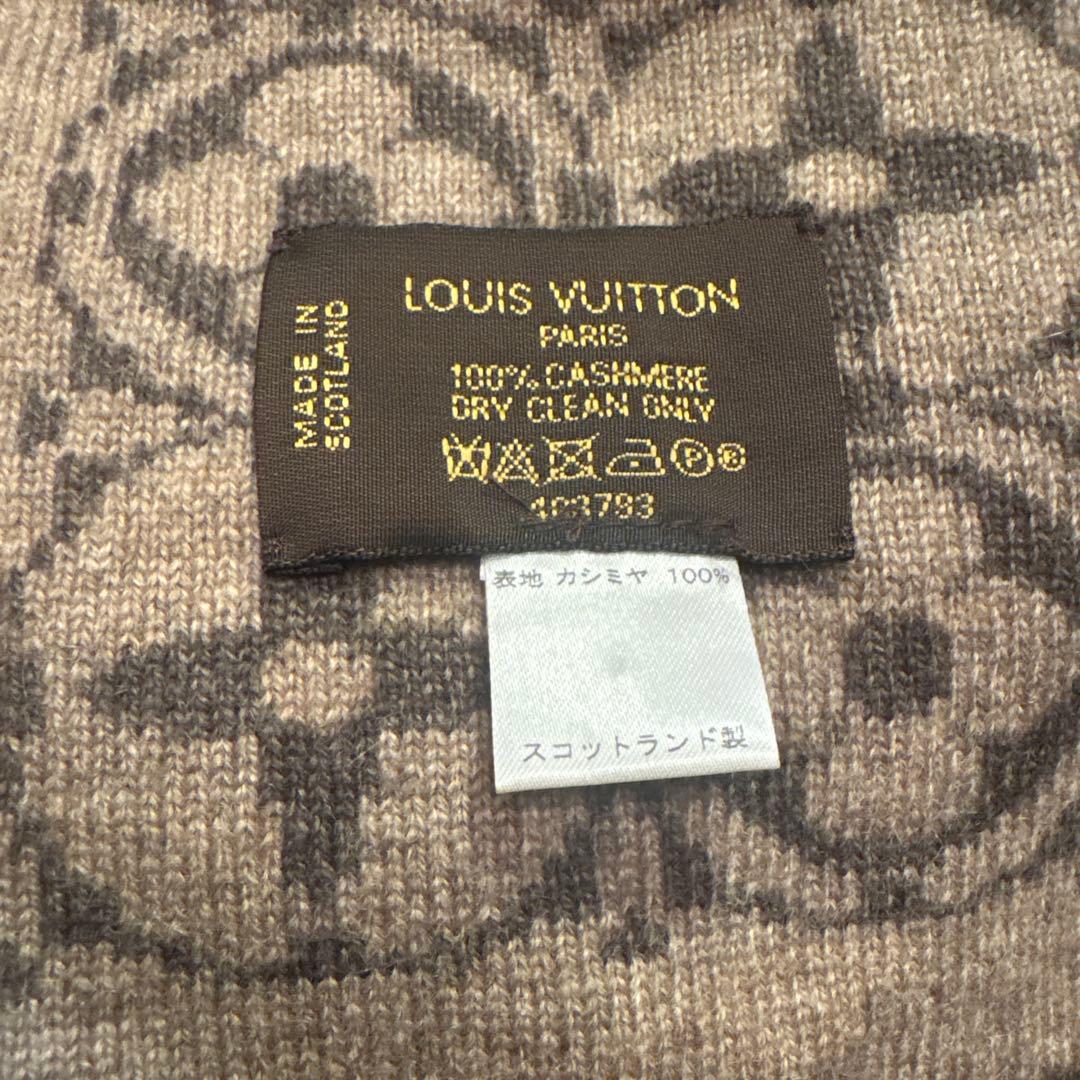 MADE IN
SCOTLAND
LOUIS VUITTON
PARIS
100% CASHMERE
DRY CLEAN ONLY
P ®
表地 カシミヤ 100%
スコットランド製